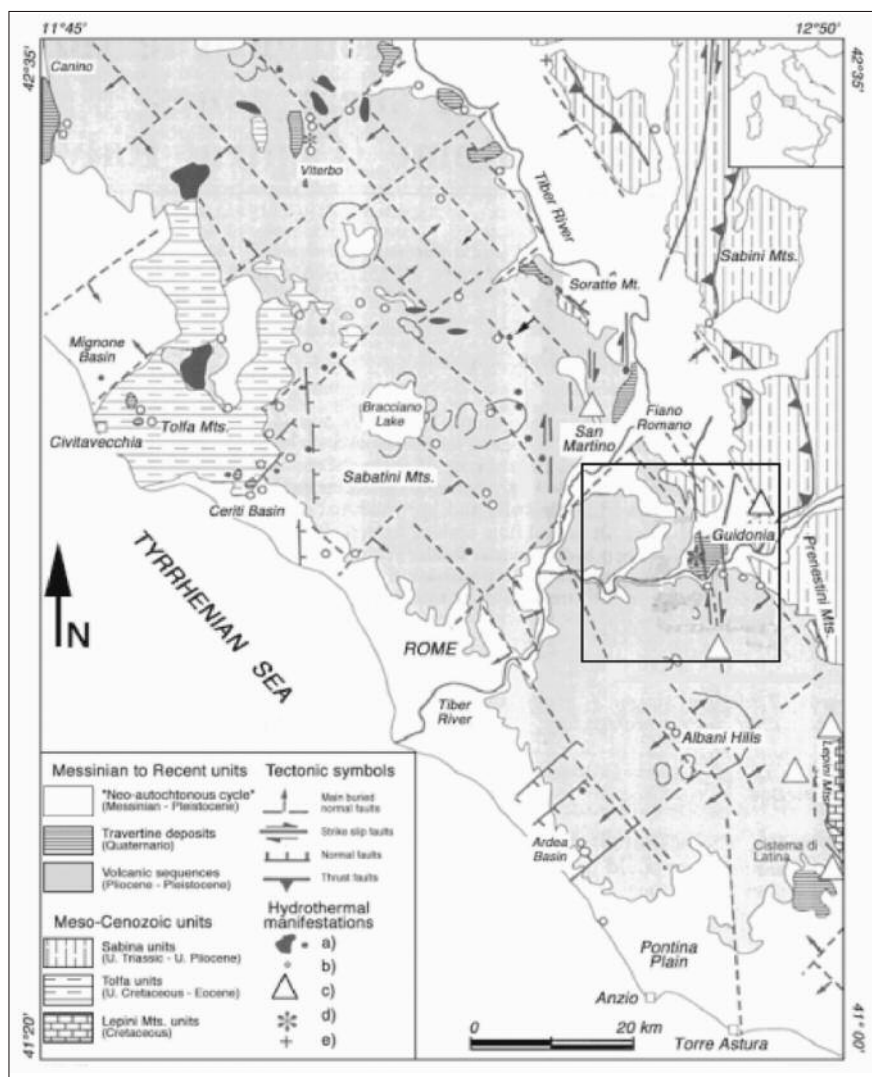 11°45'
12°50'
42°35'
42°35'
Canino
Viterbo
Tiber River
Sabini Mts.
Soratte Mt.
Mignone
Basin
Bracciano
Lake
Fiano
Romano
San
Martino
Tolfa Mts.
Civitavecchia
Sabatini Mts.
Ceriti Basin
Guidonia
Prenestini Mts.
TYRRHENIAN SEA
N
ROME
Tiber
River
Albani Hills
Lepini Mts.
Ardea
Basin
Cisterna di
Latina
Pontina
Plain
Anzio
Torre Astura
0 20 km
41°20'
41°00'
Messinian to Recent units
"Neo-autochtonous cycle"
(Messinian - Pleistocene)
Travertine deposits
(Quaternario)
Volcanic sequences
(Pliocene - Pleistocene)
Meso-Cenozoic units
Sabina units
(U. Triassic - U. Pliocene)
Tolfa units
(U. Cretaceous - Eocene)
Lepini Mts. units
(Cretaceous)
Tectonic symbols
Main buried
normal faults
Strike slip faults
Normal faults
Thrust faults
Hydrothermal
manifestations
a)
b)
c)
d)
e)